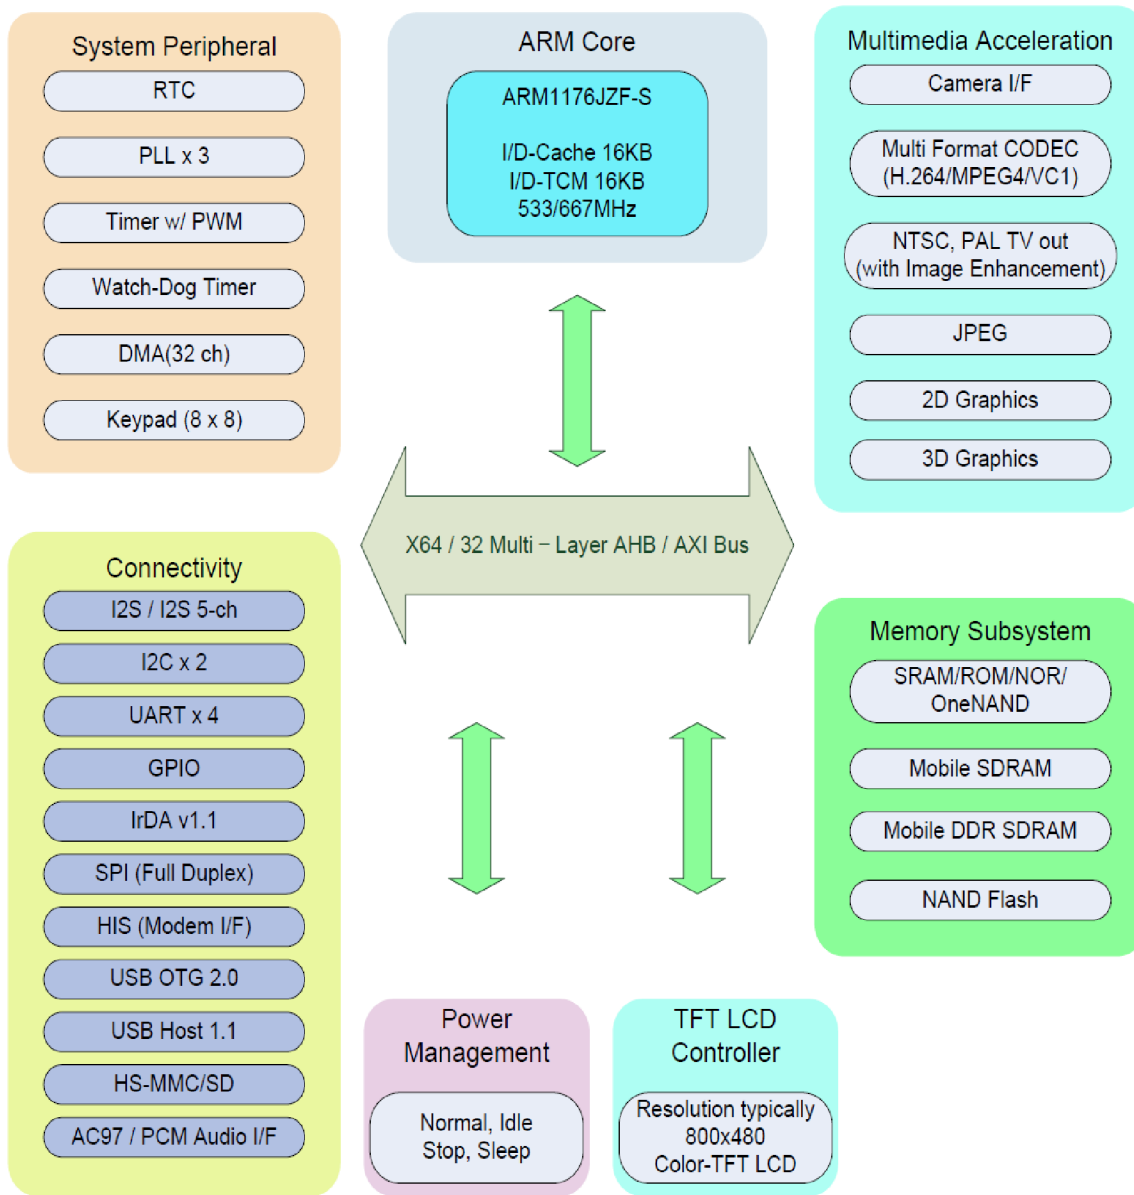 System Peripheral
RTC
PLL x 3
Timer w/ PWM
Watch-Dog Timer
DMA(32 ch)
Keypad (8 x 8)
ARM Core
ARM1176JZF-S
I/D-Cache 16KB
I/D-TCM 16KB
533/667MHz
Multimedia Acceleration
Camera I/F
Multi Format CODEC
(H.264/MPEG4/VC1)
NTSC, PAL TV out
(with Image Enhancement)
JPEG
2D Graphics
3D Graphics
X64 / 32 Multi – Layer AHB / AXI Bus
Connectivity
I2S / I2S 5-ch
I2C x 2
UART x 4
GPIO
IrDA v1.1
SPI (Full Duplex)
HIS (Modem I/F)
USB OTG 2.0
USB Host 1.1
HS-MMC/SD
AC97 / PCM Audio I/F
Memory Subsystem
SRAM/ROM/NOR/
OneNAND
Mobile SDRAM
Mobile DDR SDRAM
NAND Flash
Power
Management
Normal, Idle
Stop, Sleep
TFT LCD
Controller
Resolution typically
800x480
Color-TFT LCD